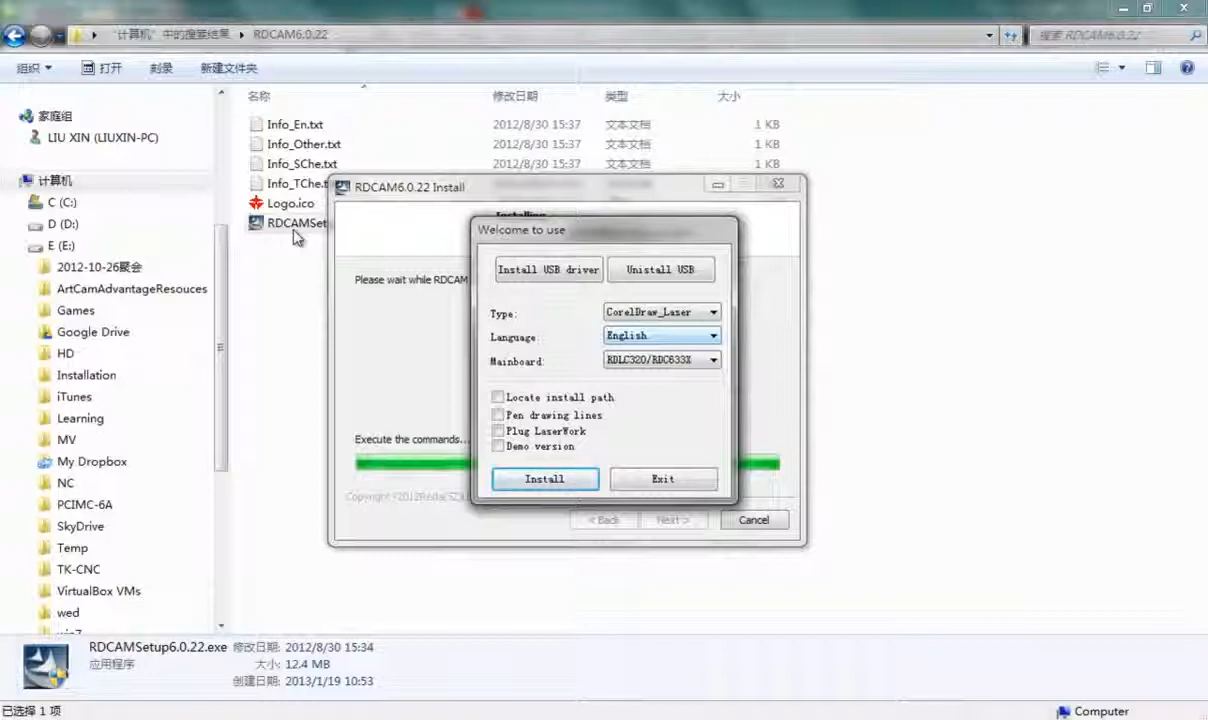 "计算机"中的搜索结果 RDCAM6.0.22
搜索 RDCAM6.0.22
组织 打开 刻录 新建文件夹
名称 修改日期 类型 大小
家庭组
LIU XIN (LIUXIN-PC)
计算机
C (C:)
D (D:)
E (E:)
2012-10-26聚会
ArtCamAdvantageResouces
Games
Google Drive
HD
Installation
iTunes
Learning
MV
My Dropbox
NC
PCIMC-6A
SkyDrive
Temp
TK-CNC
VirtualBox VMs
wed
Info_En.txt 2012/8/30 15:37 文本文档 1 KB
Info_Other.txt 2012/8/30 15:37 文本文档 1 KB
Info_SChe.txt 2012/8/30 15:37 文本文档 1 KB
Info_TChe.t
Logo.ico
RDCAMSet
RDCAM6.0.22 Install
Installing
Please wait while RDCAM
Execute the commands...
< Back Next > Cancel
Welcome to use
Install USB driver Unistall USB
Type: CorelDraw_Laser
Language: English
Mainboard: RDLC320/RDC633X
Locate install path
Pen drawing lines
Plug LaserWork
Demo version
Install Exit
RDCAMSetup6.0.22.exe 修改日期: 2012/8/30 15:34
应用程序 大小: 12.4 MB
创建日期: 2013/1/19 10:53
已选择 1 项 Computer